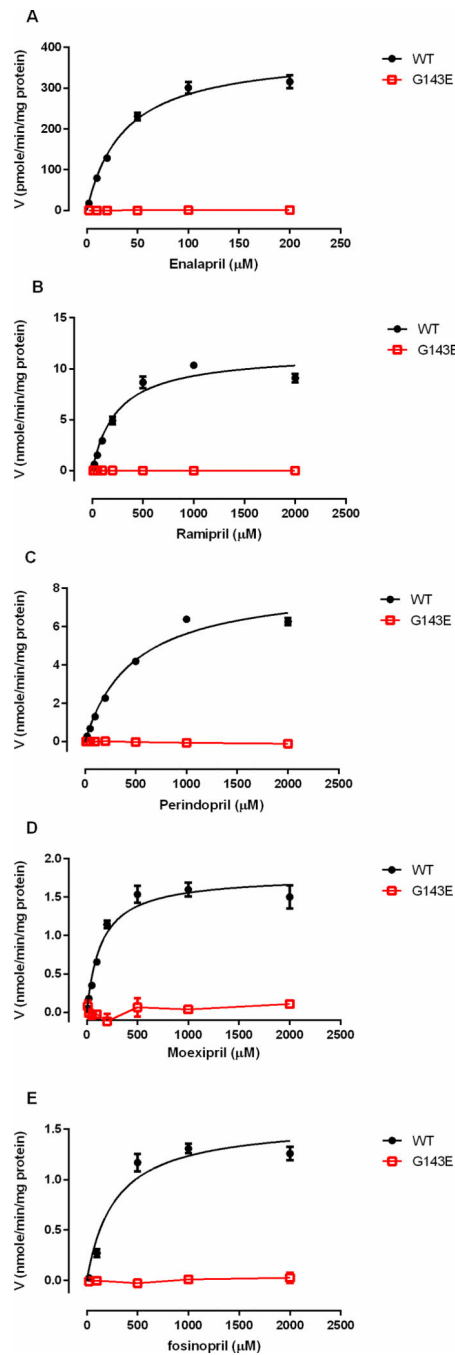 A
WT
G143E
V (pmole/min/mg protein)
400
300
200
100
0
0 50 100 150 200 250
Enalapril (µM)
B
WT
G143E
V (nmole/min/mg protein)
15
10
5
0
0 500 1000 1500 2000 2500
Ramipril (µM)
C
WT
G143E
V (nmole/min/mg protein)
8
6
4
2
0
0 500 1000 1500 2000 2500
Perindopril (µM)
D
WT
G143E
V (nmole/min/mg protein)
2.0
1.5
1.0
0.5
0.0
0 500 1000 1500 2000 2500
Moexipril (µM)
E
WT
G143E
V (nmole/min/mg protein)
1.5
1.0
0.5
0.0
0 500 1000 1500 2000 2500
fosinopril (µM)